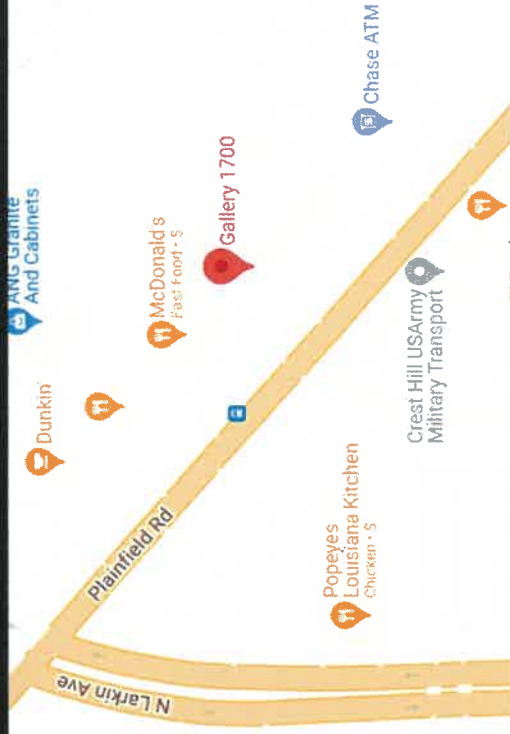 ANG Granite
And Cabinets
Dunkin'
McDonald's
Fast Food · $
Gallery 1700
Chase ATM
Plainfield Rd
Crest Hill USArmy
Military Transport
Popeyes
Louisiana Kitchen
Chicken · $
N Larkin Ave